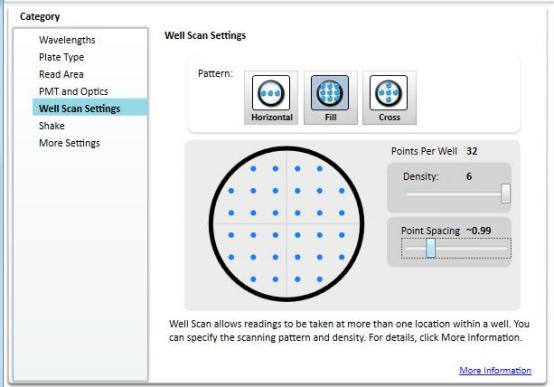 Category
Wavelengths
Plate Type
Read Area
PMT and Optics
Well Scan Settings
Shake
More Settings
Well Scan Settings
Pattern:
Horizontal
Fill
Cross
Points Per Well 32
Density: 6
Point Spacing ~0.99
Well Scan allows readings to be taken at more than one location within a well. You
can specify the scanning pattern and density. For details, click More Information.
More Information